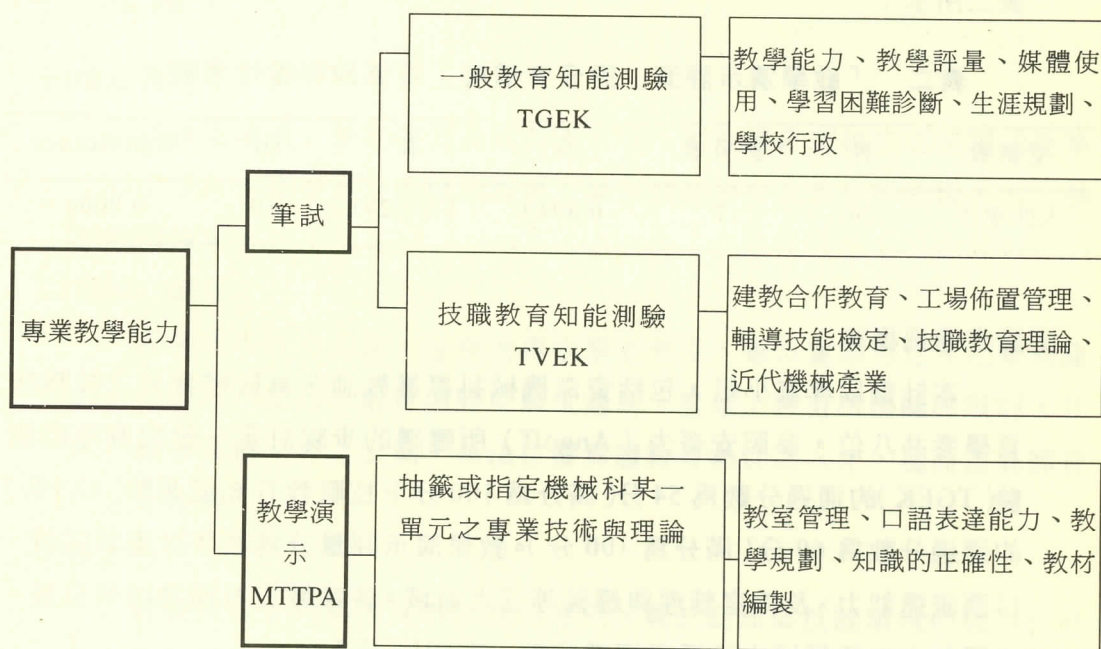 一般教育知能測驗
TGEK
教學能力、教學評量、媒體使
用、學習困難診斷、生涯規劃、
學校行政
筆試
專業教學能力
技職教育知能測驗
TVEK
建教合作教育、工場佈置管理、
輔導技能檢定、技職教育理論、
近代機械產業
教學演
示
MTTPA
抽籤或指定機械科某一
單元之專業技術與理論
教室管理、口語表達能力、教
學規劃、知識的正確性、教材
編製